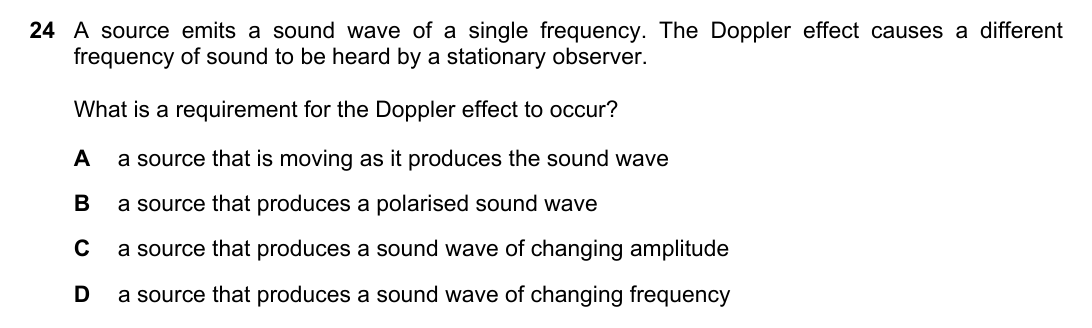 24 A source emits a sound wave of a single frequency. The Doppler effect causes a different
frequency of sound to be heard by a stationary observer.
What is a requirement for the Doppler effect to occur?
A a source that is moving as it produces the sound wave
B a source that produces a polarised sound wave
C a source that produces a sound wave of changing amplitude
D a source that produces a sound wave of changing frequency